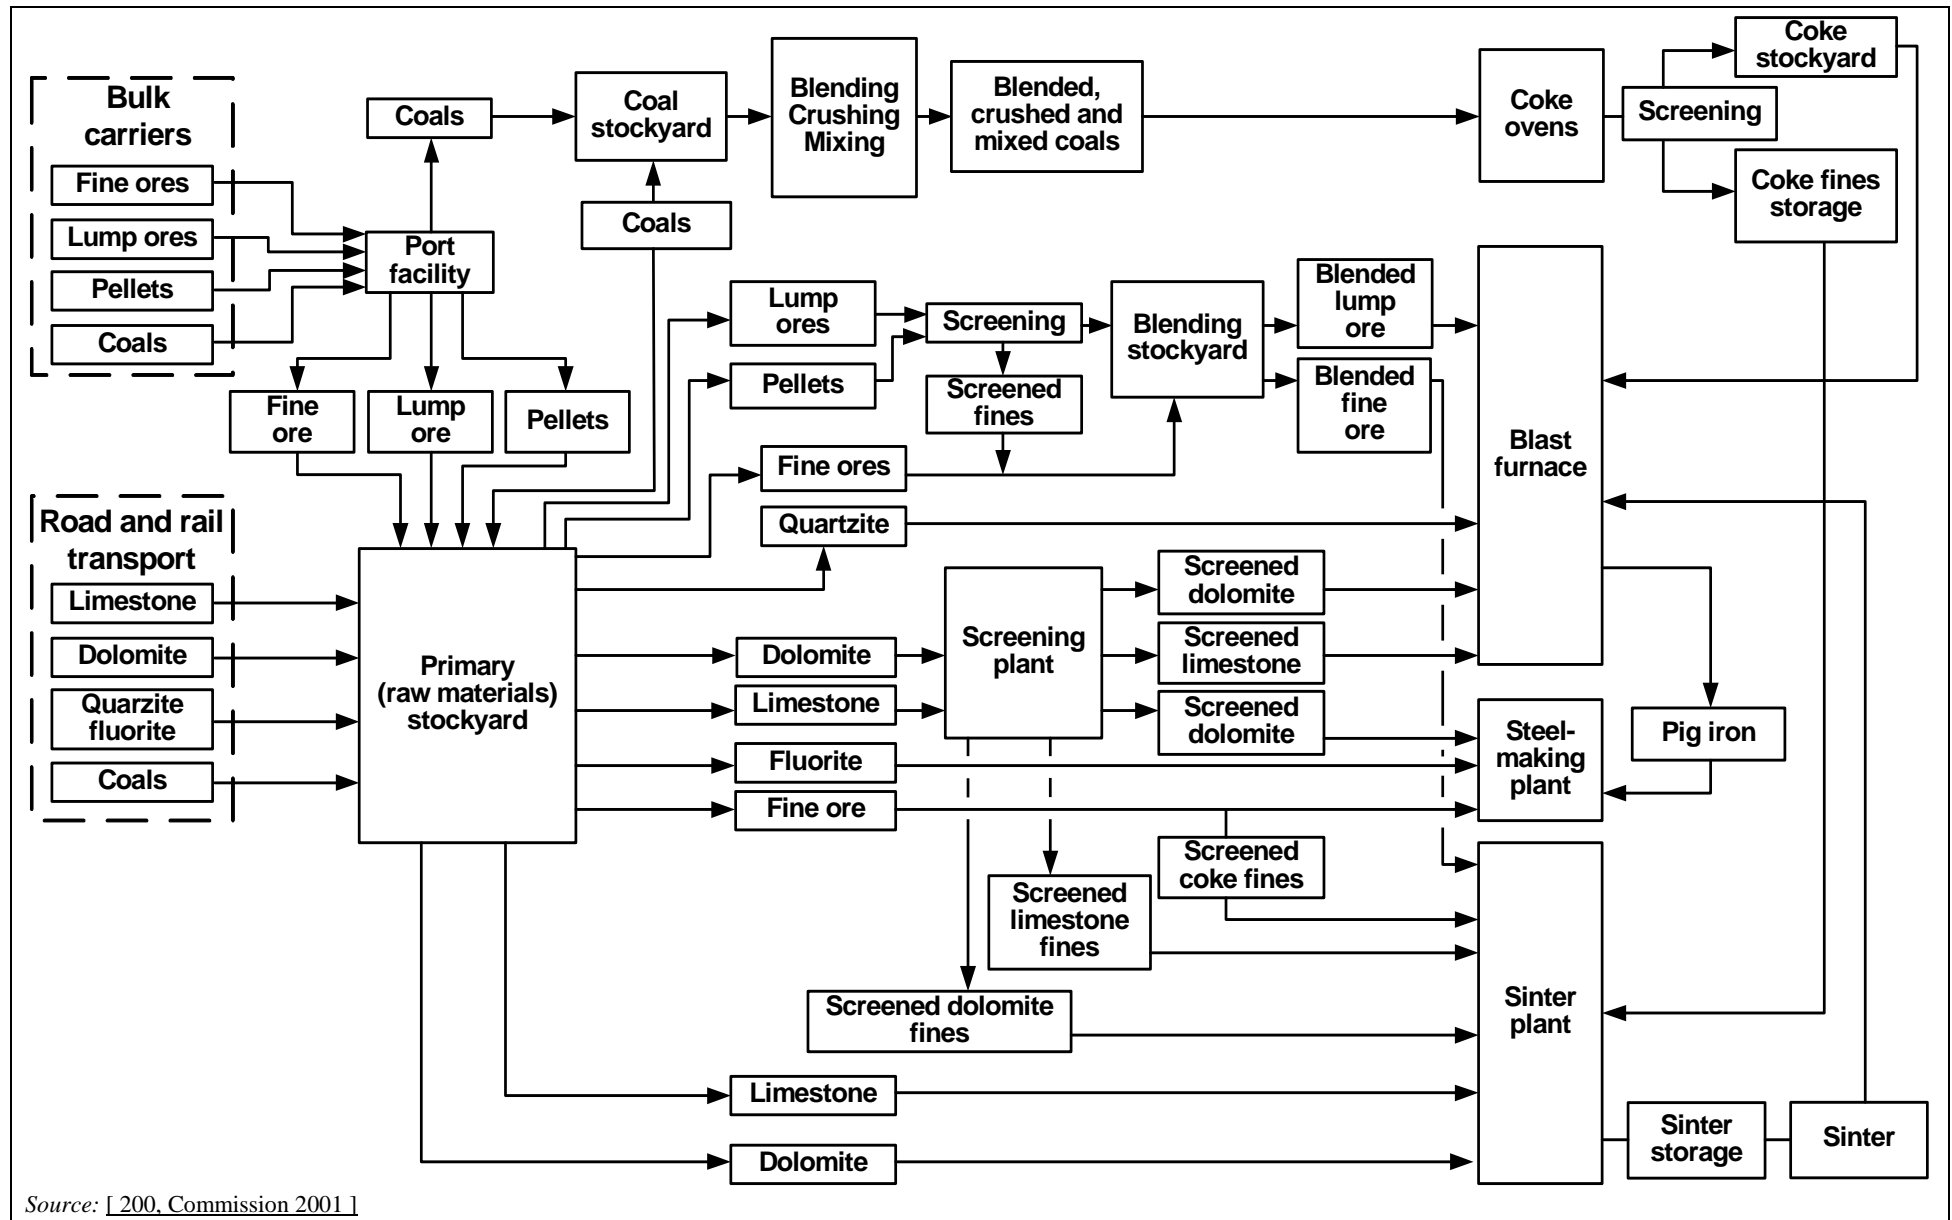 Bulk
carriers
Fine ores
Lump ores
Pellets
Coals
Coals
Port
facility
Fine
ore
Lump
ore
Pellets
Coal
stockyard
Coals
Blending
Crushing
Mixing
Blended,
crushed and
mixed coals
Coke
ovens
Screening
Coke
stockyard
Coke fines
storage
Lump
ores
Pellets
Screening
Screened
fines
Blending
stockyard
Blended
lump
ore
Blended
fine
ore
Fine ores
Quartzite
Blast
furnace
Road and rail
transport
Limestone
Dolomite
Quarzite
fluorite
Coals
Primary
(raw materials)
stockyard
Dolomite
Limestone
Fluorite
Fine ore
Screening
plant
Screened
dolomite
Screened
limestone
Screened
dolomite
Steel-
making
plant
Pig iron
Screened
coke fines
Screened
limestone
fines
Screened dolomite
fines
Limestone
Dolomite
Sinter
plant
Sinter
storage
Sinter
Source: [ 200, Commission 2001 ]